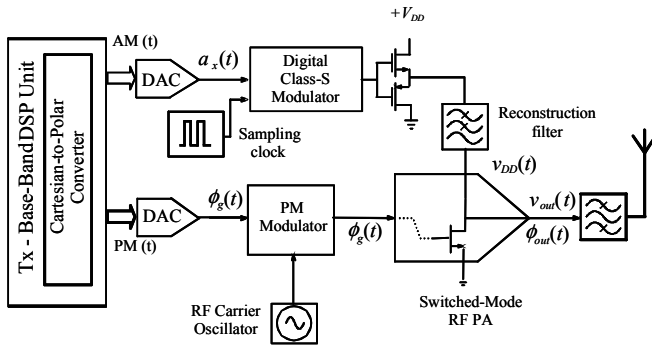 Tx - Base-Band DSP Unit
Cartesian-to-Polar
Converter
AM (t)
DAC
aₓ(t)
Digital
Class-S
Modulator
+V_DD
Sampling
clock
Reconstruction
filter
v_DD(t)
DAC
PM (t)
ϕ_g(t)
PM
Modulator
ϕ_g(t)
v_out(t)
ϕ_out(t)
RF Carrier
Oscillator
Switched-Mode
RF PA